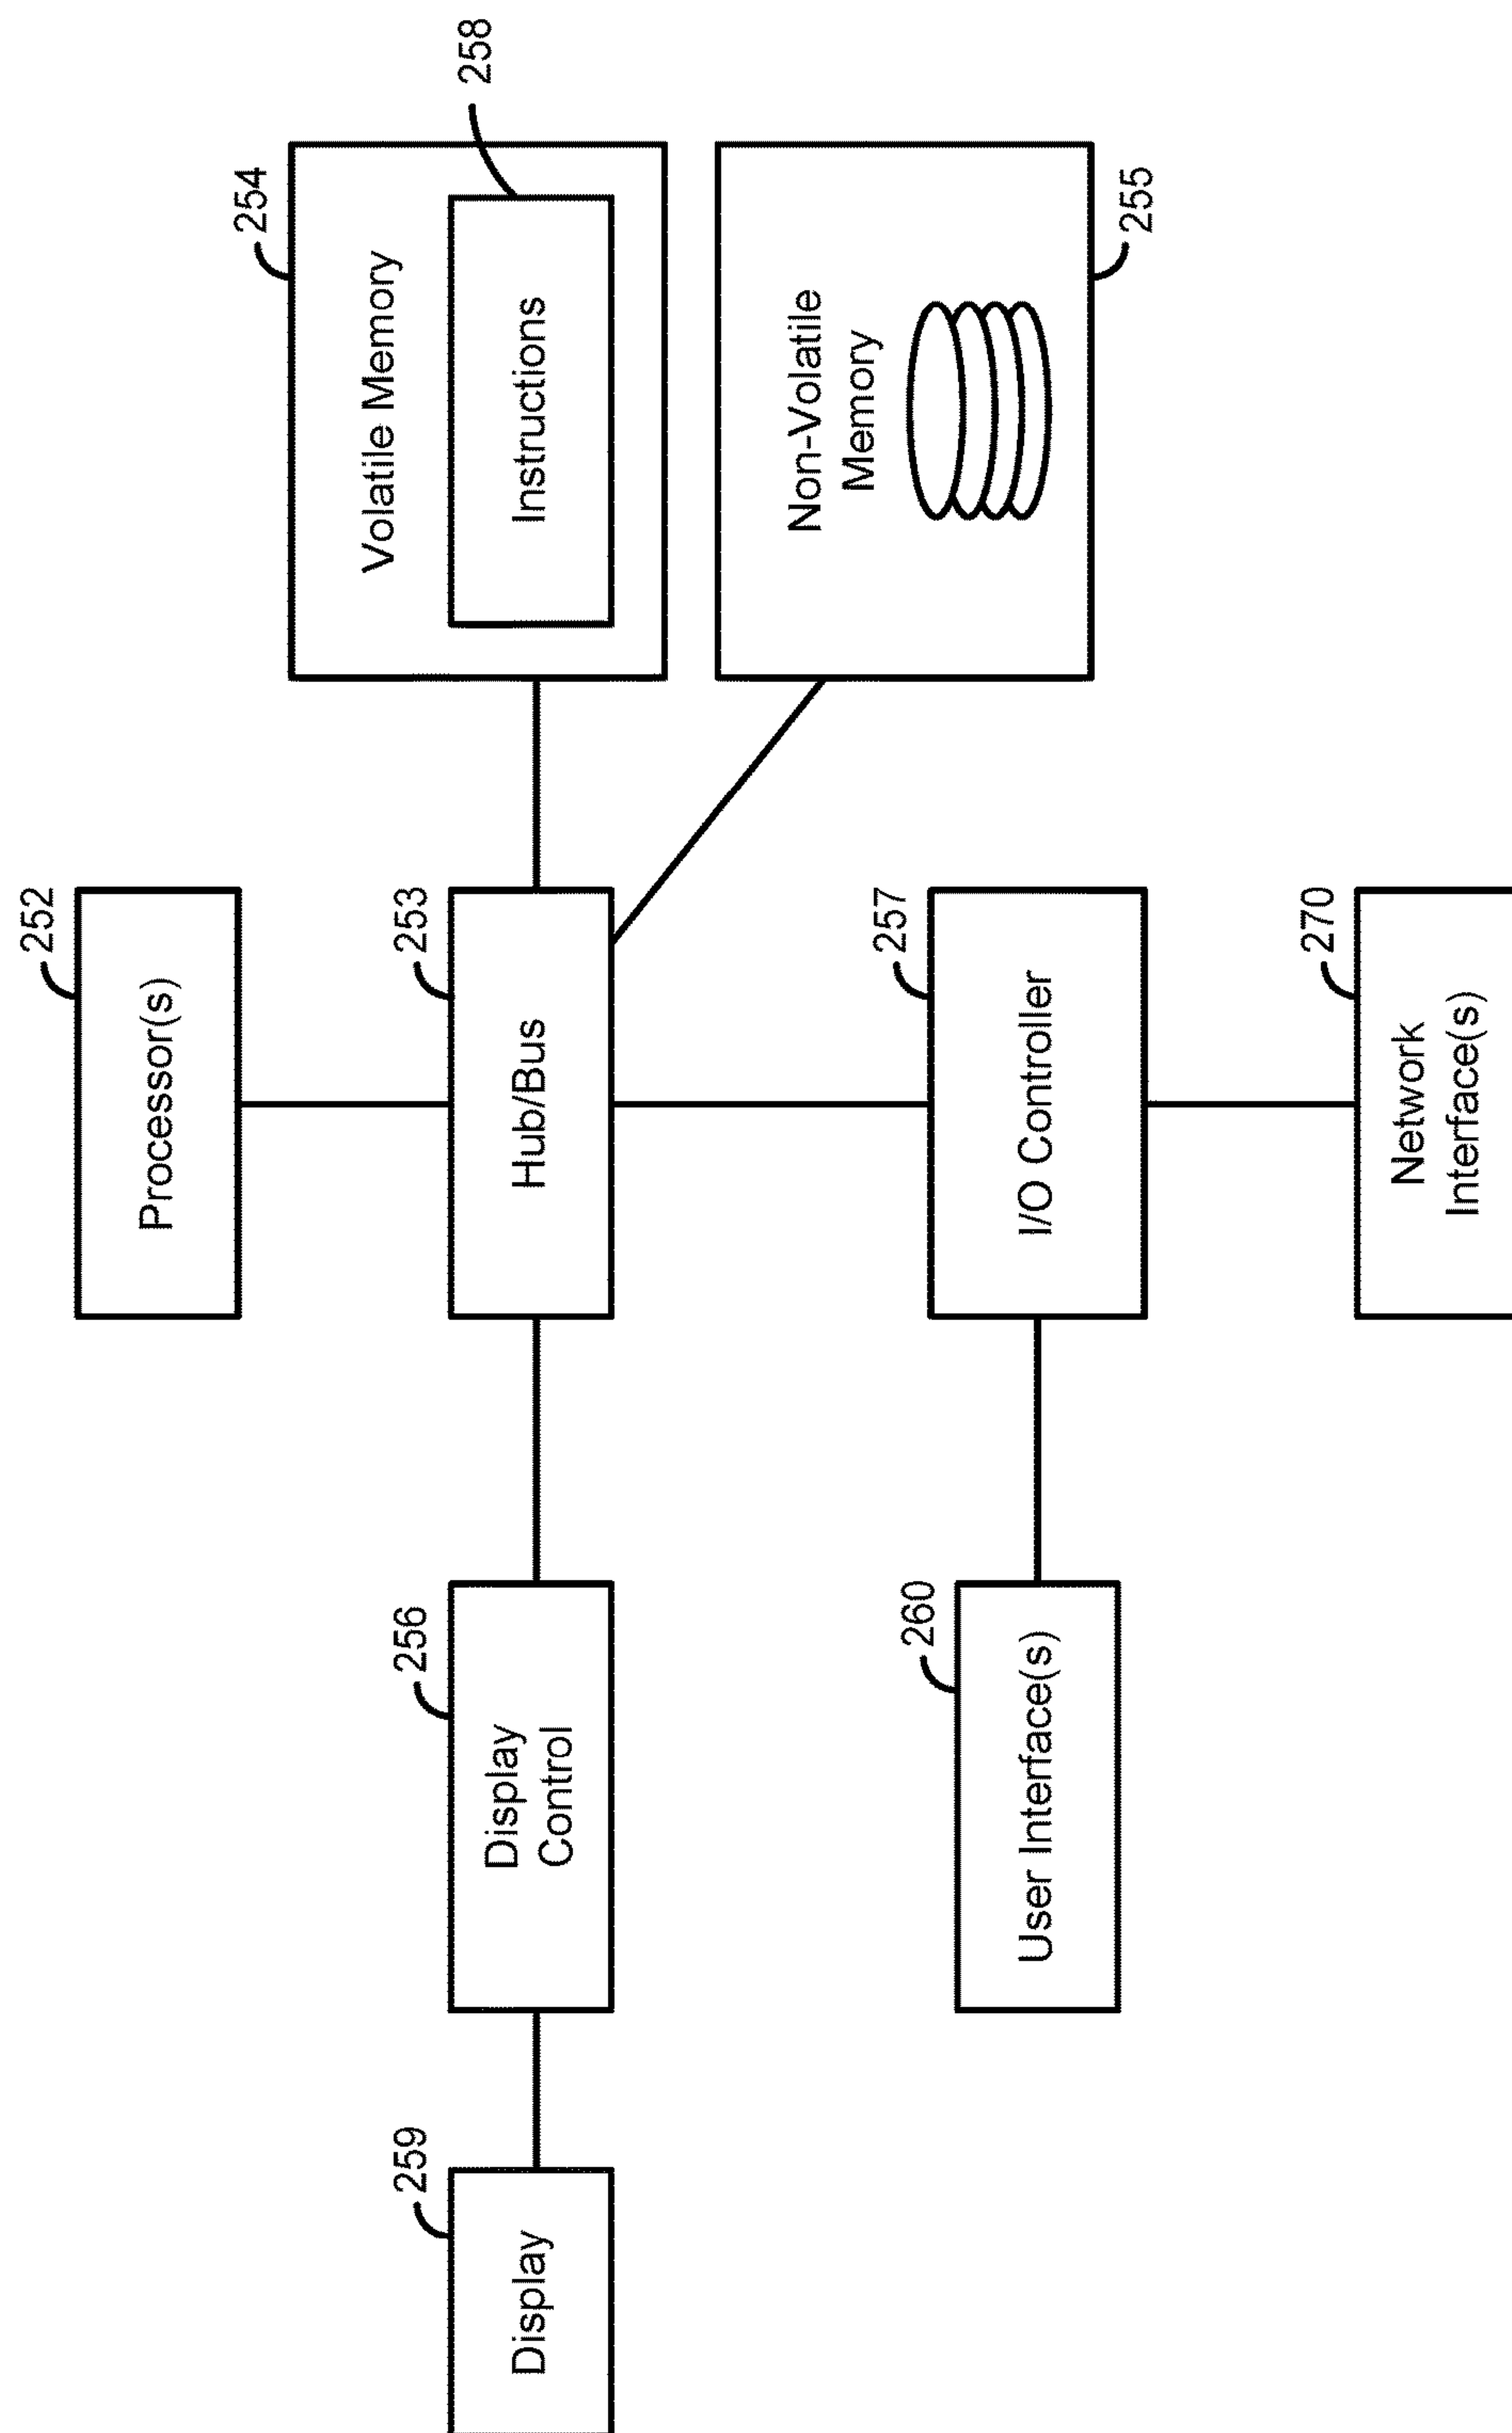 252
Processor(s)
254
Volatile Memory
258
Instructions
259
Display
256
Display
Control
253
Hub/Bus
Non-Volatile
Memory
255
260
User Interface(s)
257
I/O Controller
270
Network
Interface(s)